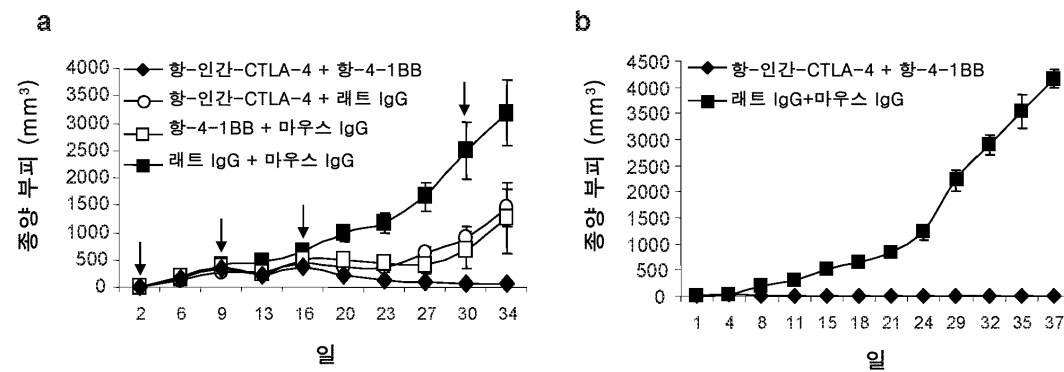 a
항-인간-CTLA-4 + 항-4-1BB
항-인간-CTLA-4 + 래트 IgG
항-4-1BB + 마우스 IgG
래트 IgG + 마우스 IgG
종양 부피 (mm³)
4000
3500
3000
2500
2000
1500
1000
500
0
2 6 9 13 16 20 23 27 30 34
일
b
항-인간-CTLA-4 + 항-4-1BB
래트 IgG+마우스 IgG
종양 부피 (mm³)
4500
4000
3500
3000
2500
2000
1500
1000
500
0
1 4 8 11 15 18 21 24 29 32 35 37
일